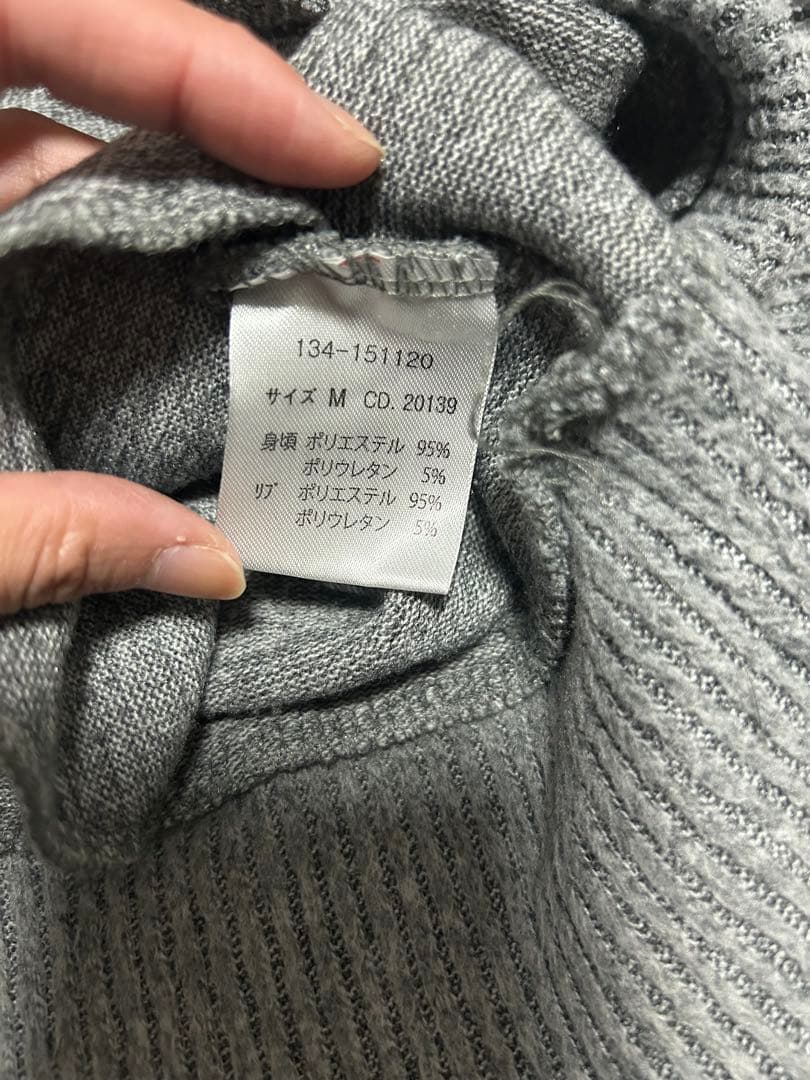 134-151120
サイズ M CD. 20139
身頃 ポリエステル 95%
ポリウレタン 5%
リブ ポリエステル 95%
ポリウレタン 5%